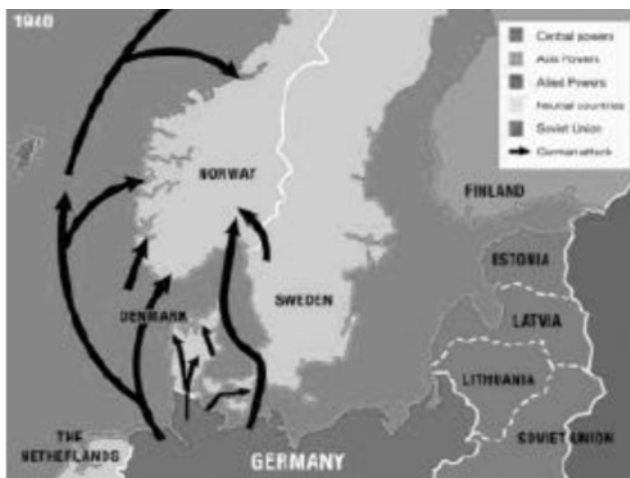 1940
Central powers
Axis Powers
Allied Powers
Neutral countries
Soviet Union
German attack
NORWAY
FINLAND
ESTONIA
SWEDEN
DENMARK
LATVIA
LITHUANIA
THE
NETHERLANDS
SOVIET UNION
GERMANY